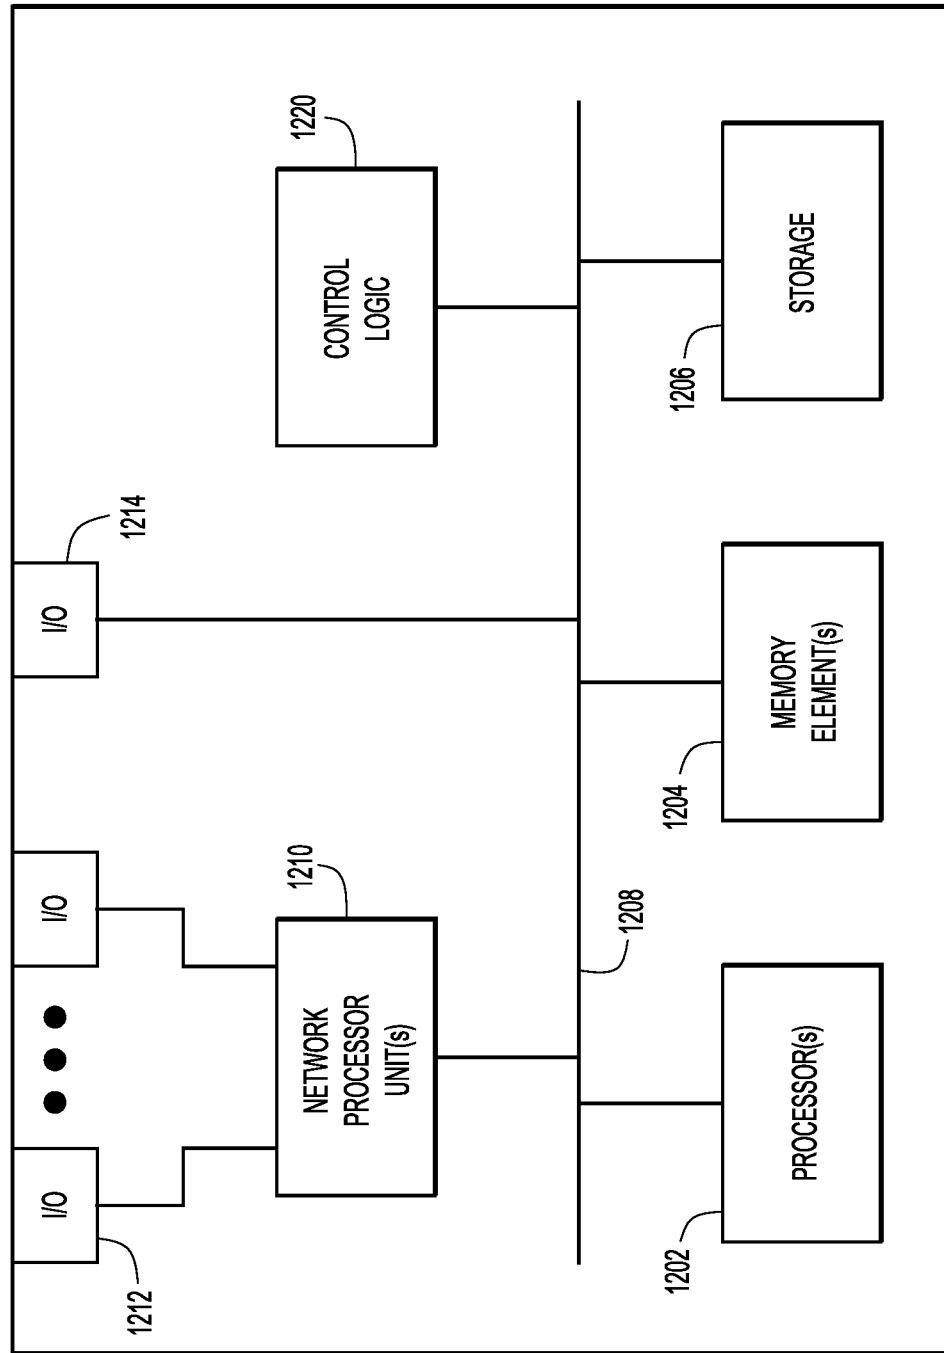 I/O
1212
I/O
I/O
1214
NETWORK
PROCESSOR
UNIT(s)
1210
CONTROL
LOGIC
1220
1208
PROCESSOR(s)
1202
MEMORY
ELEMENT(s)
1204
STORAGE
1206